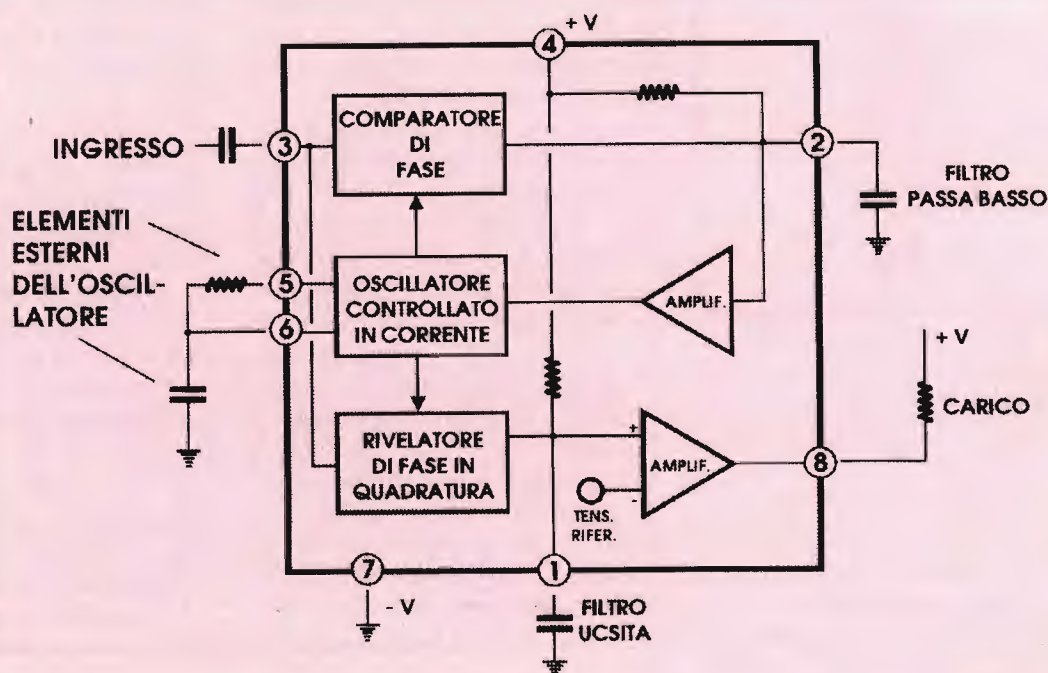 + V
4
COMPARATORE
DI
FASE
INGRESSO
3
2
FILTRO
PASSA BASSO
ELEMENTI
ESTERNI
DELL'OSCIL-
LATORE
5
6
OSCILLATORE
CONTROLLATO
IN CORRENTE
AMPLIF.
+ V
CARICO
RIVELATORE
DI FASE IN
QUADRATURA
+
AMPLIF.
-
8
TENS.
RIFER.
7
- V
1
FILTRO
UCSITA